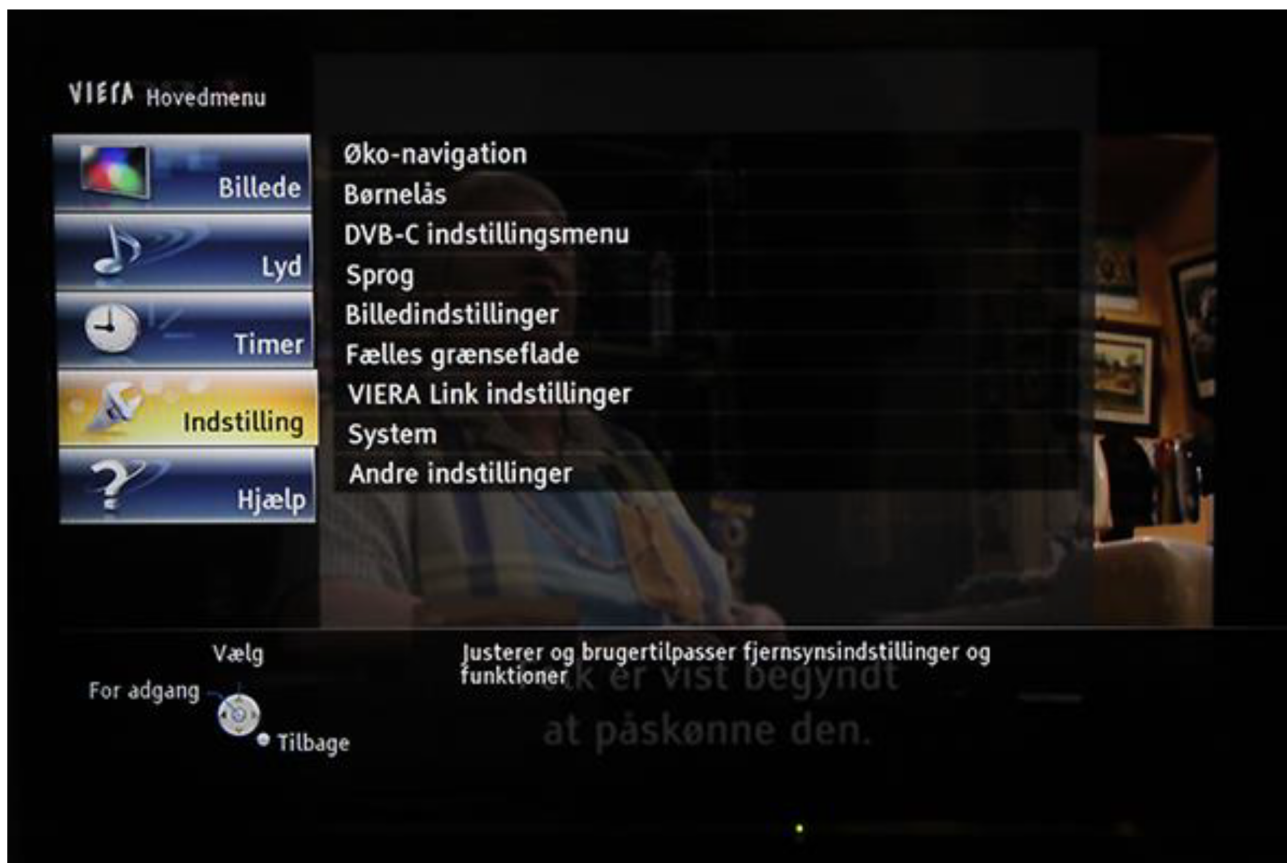 VIERA Hovedmenu
Billede
Lyd
Timer
Indstilling
Hjælp
Øko-navigation
Børnelås
DVB-C indstillingsmenu
Sprog
Billedindstillinger
Fælles grænseflade
VIERA Link indstillinger
System
Andre indstillinger
Vælg
For adgang
Tilbage
Justerer og brugertilpasser fjernsynsindstillinger og
funktioner
Folk er vist begyndt
at påskønne den.